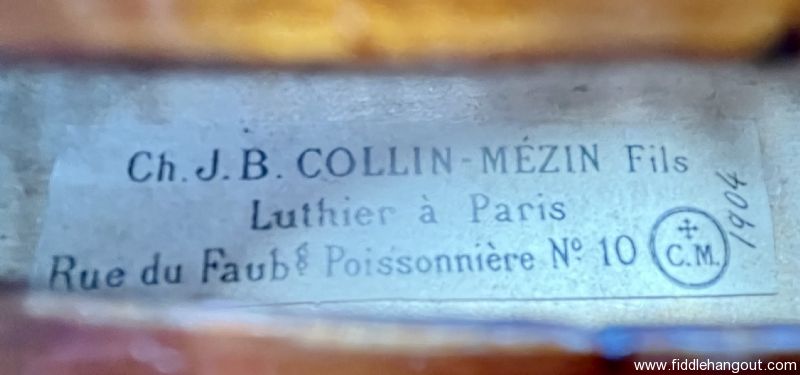 Ch. J. B. COLLIN-MÉZIN Fils
Luthier à Paris
Rue du Faubg Poissonnière No 10
C.M.
1904
www.fiddlehangout.com